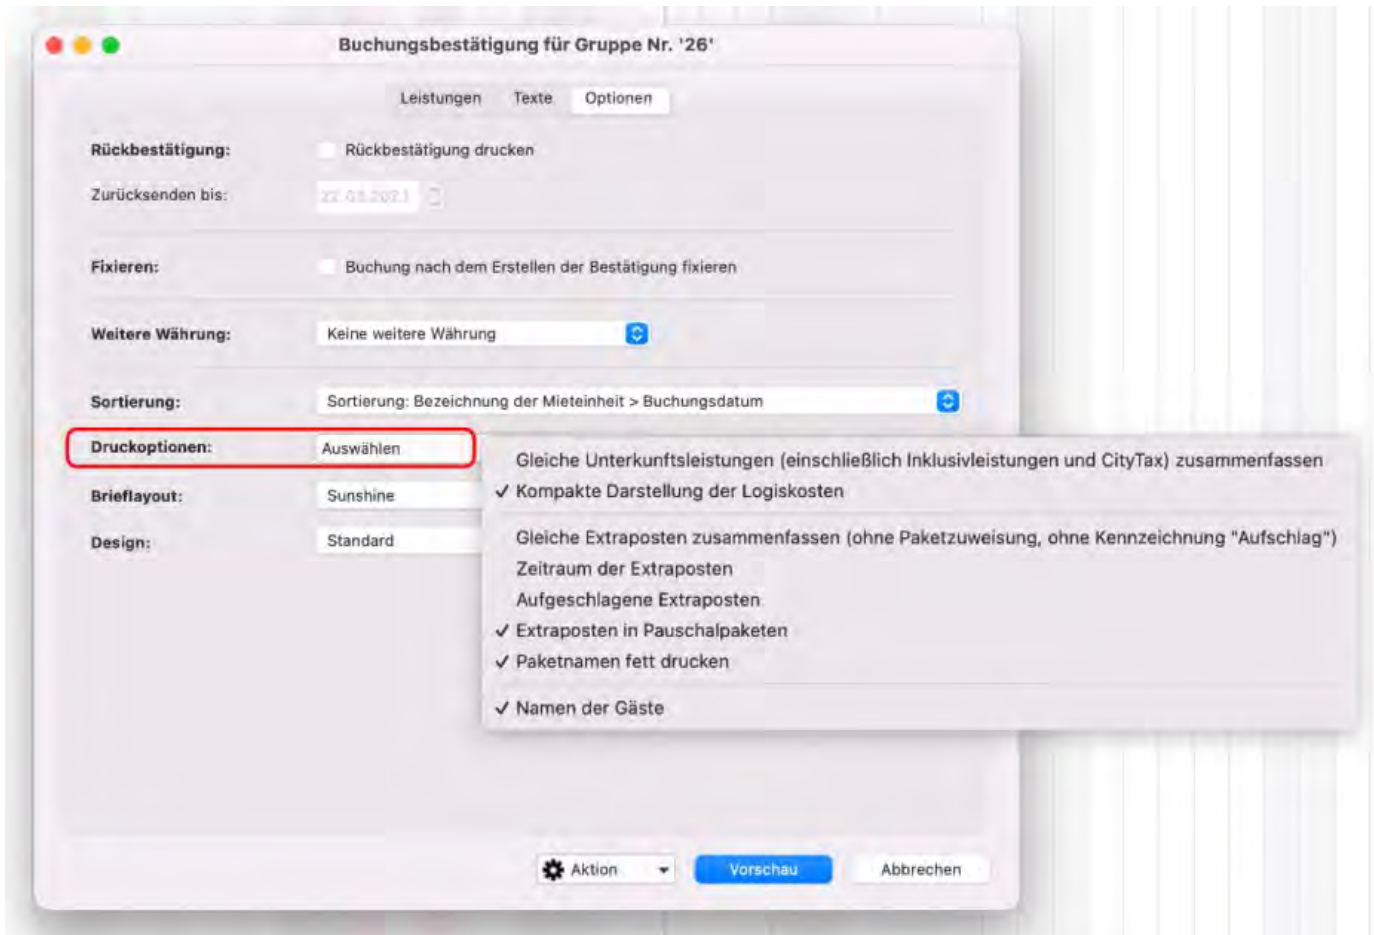 Buchungsbestätigung für Gruppe Nr. '26'
Leistungen Texte Optionen
Rückbestätigung: Rückbestätigung drucken
Zurücksenden bis: 22.03.2021
Fixieren: Buchung nach dem Erstellen der Bestätigung fixieren
Weitere Währung: Keine weitere Währung
Sortierung: Sortierung: Bezeichnung der Mieteinheit > Buchungsdatum
Druckoptionen: Auswählen
Gleiche Unterkunftsleistungen (einschließlich Inklusivleistungen und CityTax) zusammenfassen
✓ Kompakte Darstellung der Logiskosten
Brieflayout: Sunshine
Gleiche Extraposten zusammenfassen (ohne Paketzuweisung, ohne Kennzeichnung "Aufschlag")
Design: Standard
Zeitraum der Extraposten
Aufgeschlagene Extraposten
✓ Extraposten in Pauschalpaketen
✓ Paketnamen fett drucken
✓ Namen der Gäste
Aktion Vorschau Abbrechen